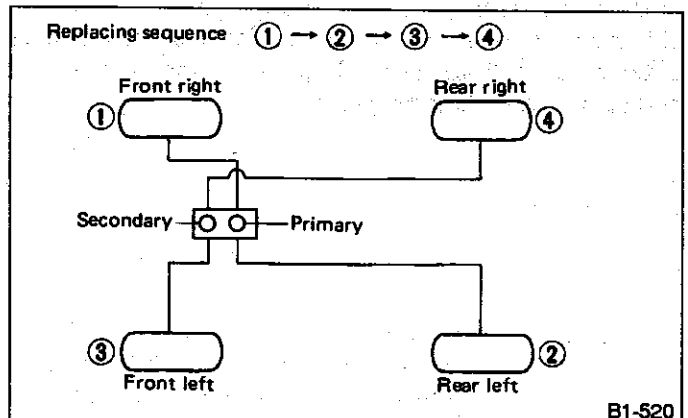 Replacing sequence ① → ② → ③ → ④
Front right
Rear right
①
④
Secondary
Primary
③
②
Front left
Rear left
B1-520